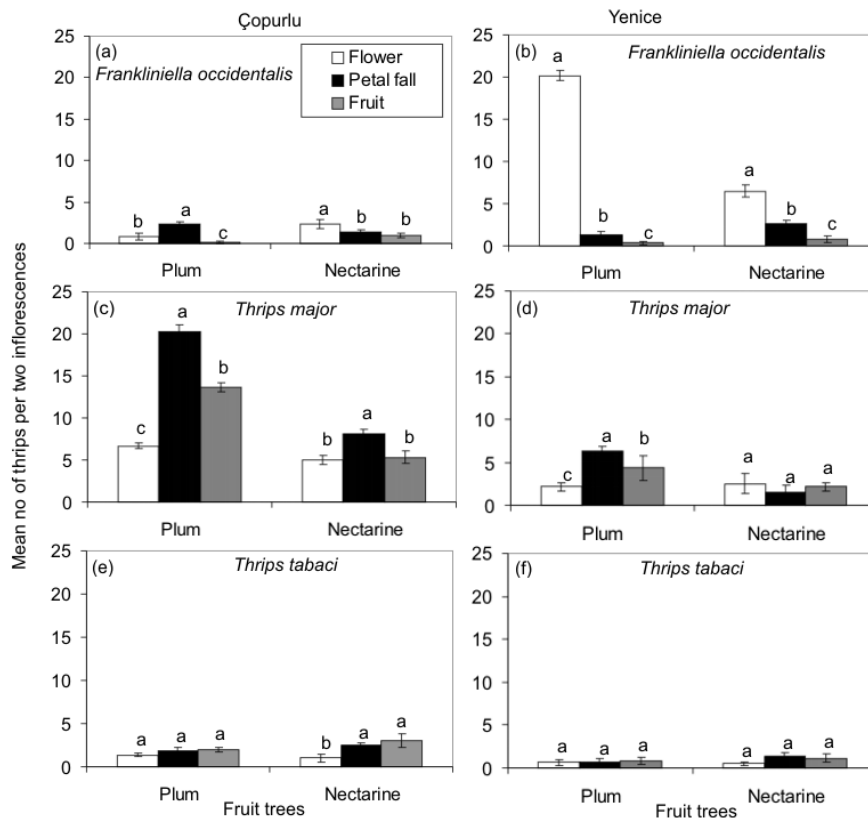 Çopurlu
Yenice
Mean no of thrips per two inflorescences
(a)
Frankliniella occidentalis
Flower
Petal fall
Fruit
25
20
15
10
5
0
b
a
c
a
b
b
Plum
Nectarine
(b)
Frankliniella occidentalis
25
20
15
10
5
0
a
b
c
a
b
c
Plum
Nectarine
(c)
Thrips major
25
20
15
10
5
0
c
a
b
b
a
b
Plum
Nectarine
(d)
Thrips major
25
20
15
10
5
0
c
a
b
a
a
a
Plum
Nectarine
(e)
Thrips tabaci
25
20
15
10
5
0
a
a
a
b
a
a
Plum
Nectarine
Fruit trees
(f)
Thrips tabaci
25
20
15
10
5
0
a
a
a
a
a
a
Plum
Nectarine
Fruit trees